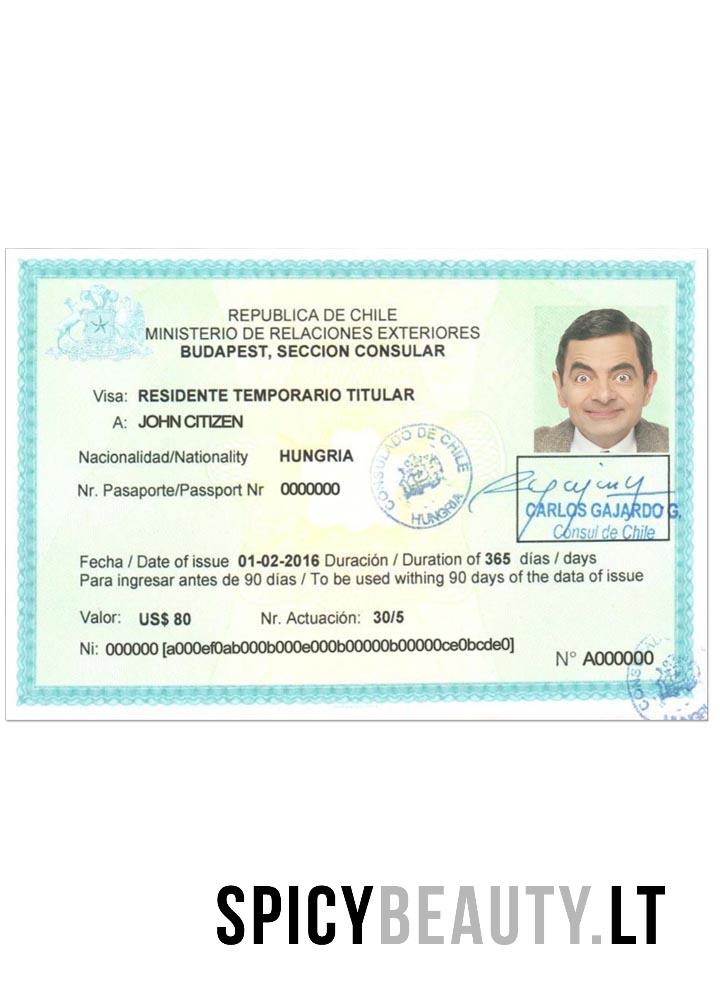 REPUBLICA DE CHILE
MINISTERIO DE RELACIONES EXTERIORES
BUDAPEST, SECCION CONSULAR
Visa: RESIDENTE TEMPORARIO TITULAR
A: JOHN CITIZEN
Nacionalidad/Nationality HUNGRIA
Nr. Pasaporte/Passport Nr 0000000
CONSULADO DE CHILE
HUNGRIA
CARLOS GAJARDO G.
Consul de Chile
Fecha / Date of issue 01-02-2016 Duración / Duration of 365 días / days
Para ingresar antes de 90 días / To be used withing 90 days of the data of issue
Valor: US$ 80 Nr. Actuación: 30/5
Ni: 000000 [a000ef0ab000b000e000b00000b00000ce0bcde0]
N° A000000
SPICYBEAUTY.LT